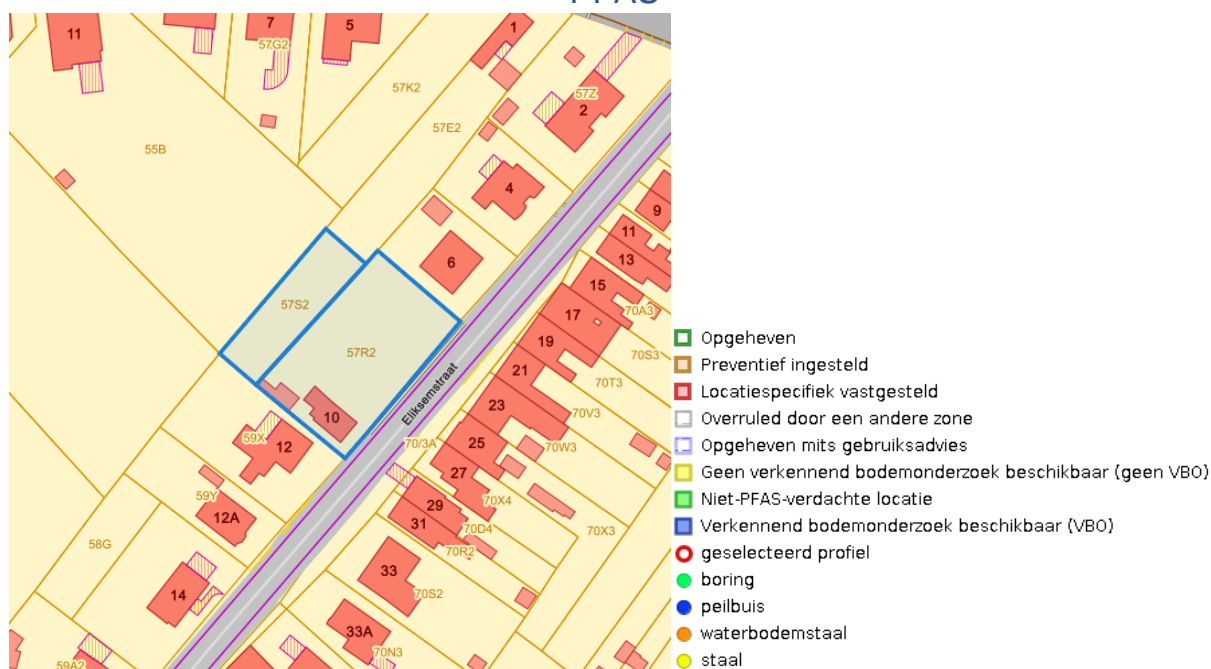 11
7
57G2
5
1
57Z
2
57K2
57E2
55B
4
9
11
13
6
15
70A3
17
57S2
57R2
19
70S3
21
70T3
Eliksemstraat
23
70V3
10
59X
12
70/3A
25
70W3
27
59Y
29
70X4
12A
31
70D4
70X3
58G
70R2
33
14
70S2
33A
70N3
59A2
Opgeheven
Preventief ingesteld
Locatiespecifiek vastgesteld
Overruled door een andere zone
Opgeheven mits gebruiksadvies
Geen verkennend bodemonderzoek beschikbaar (geen VBO)
Niet-PFAS-verdachte locatie
Verkennend bodemonderzoek beschikbaar (VBO)
geselecteerd profiel
boring
peilbuis
waterbodemstaal
staal